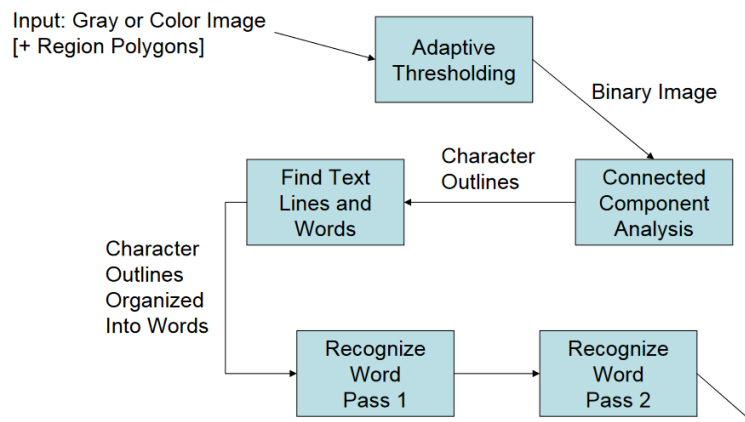 Input: Gray or Color Image
[+ Region Polygons]
Adaptive
Thresholding
Binary Image
Character
Outlines
Find Text
Lines and
Words
Connected
Component
Analysis
Character
Outlines
Organized
Into Words
Recognize
Word
Pass 1
Recognize
Word
Pass 2